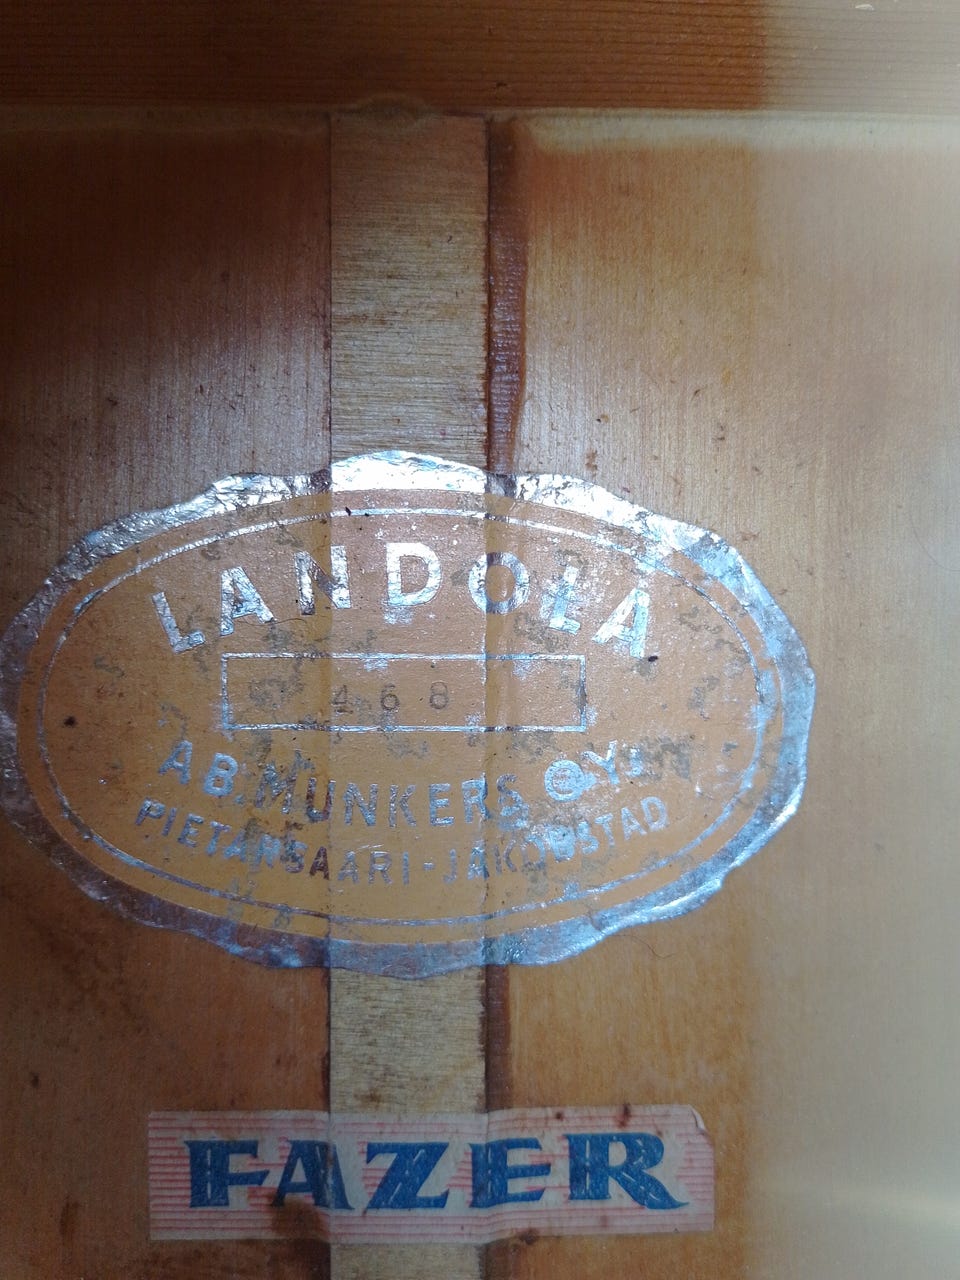 LANDOLA
468
AB. MUNKERS OY.
PIETARSAARI-JAKOBSTAD
FAZER